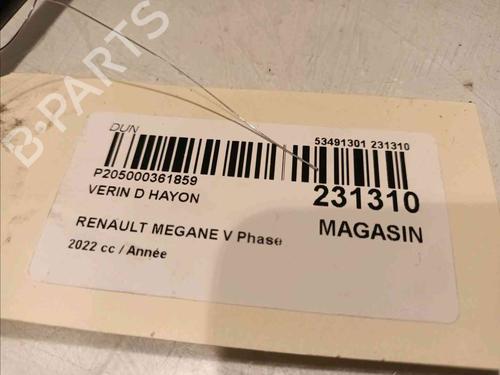 B-PARTS
DUN
53491301 231310
P205000361859
VERIN D HAYON
231310
RENAULT MEGANE V Phase
MAGASIN
2022 cc / Année